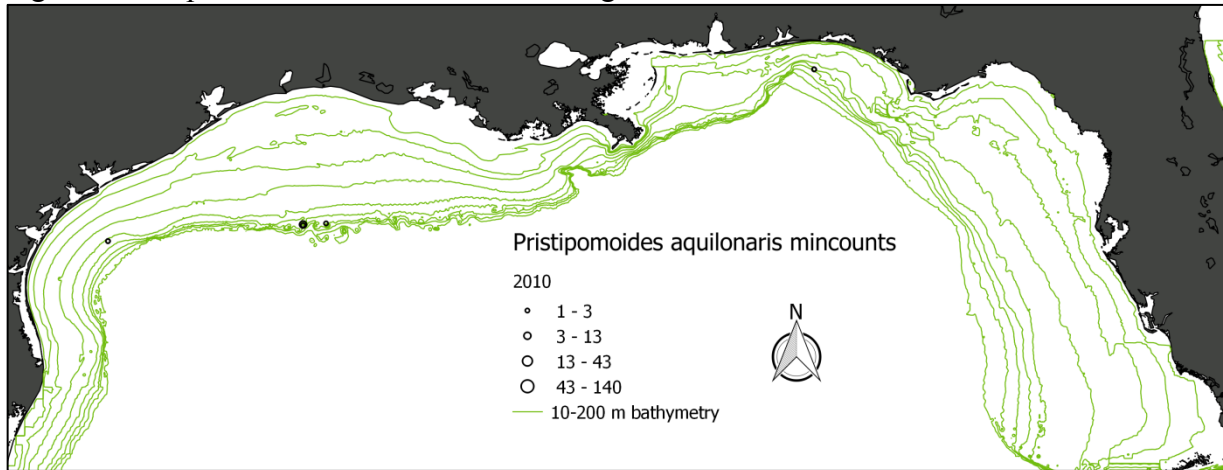 Pristipomoides aquilonaris mincounts
2010
1 - 3
3 - 13
13 - 43
43 - 140
10-200 m bathymetry
N